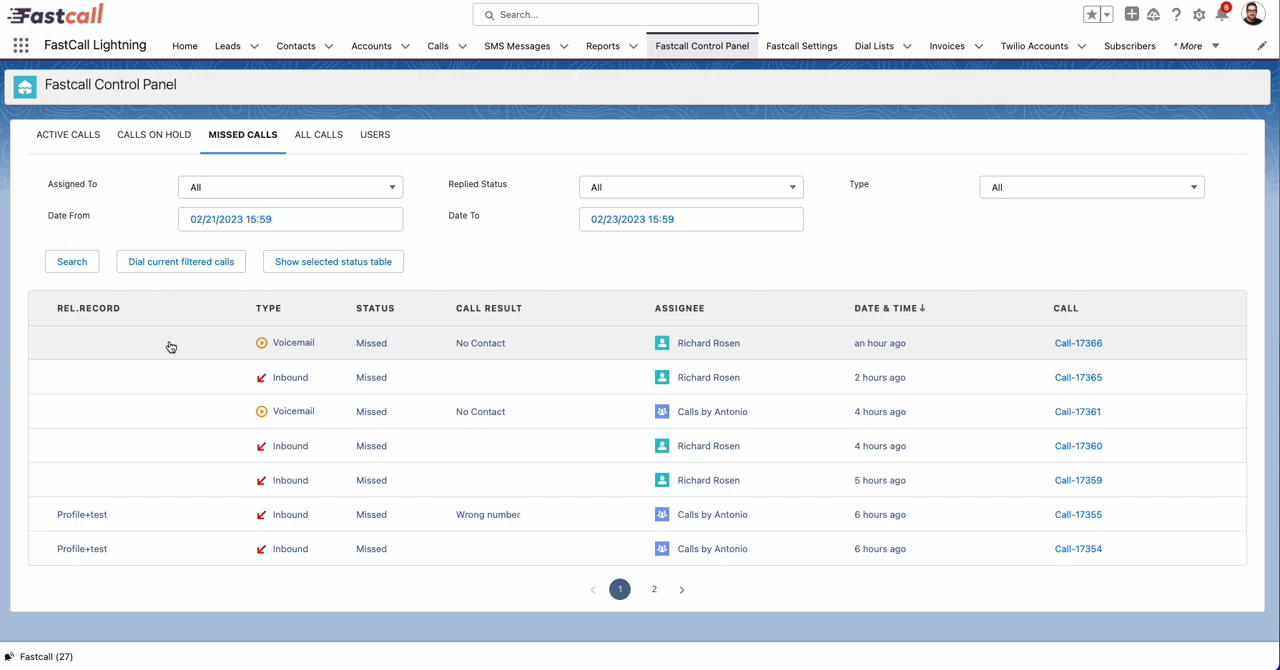 Fastcall
Search...
5
FastCall Lightning Home Leads Contacts Accounts Calls SMS Messages Reports Fastcall Control Panel Fastcall Settings Dial Lists Invoices Twilio Accounts Subscribers * More
Fastcall Control Panel
ACTIVE CALLS CALLS ON HOLD MISSED CALLS ALL CALLS USERS
Assigned To All Replied Status All Type All
Date From 02/21/2023 15:59 Date To 02/23/2023 15:59
Search Dial current filtered calls Show selected status table
REL.RECORD TYPE STATUS CALL RESULT ASSIGNEE DATE & TIME↓ CALL
Voicemail Missed No Contact Richard Rosen an hour ago Call-17366
Inbound Missed Richard Rosen 2 hours ago Call-17365
Voicemail Missed No Contact Calls by Antonio 4 hours ago Call-17361
Inbound Missed Richard Rosen 4 hours ago Call-17360
Inbound Missed Richard Rosen 5 hours ago Call-17359
Profile+test Inbound Missed Wrong number Calls by Antonio 6 hours ago Call-17355
Profile+test Inbound Missed Calls by Antonio 6 hours ago Call-17354
1 2
Fastcall (27)